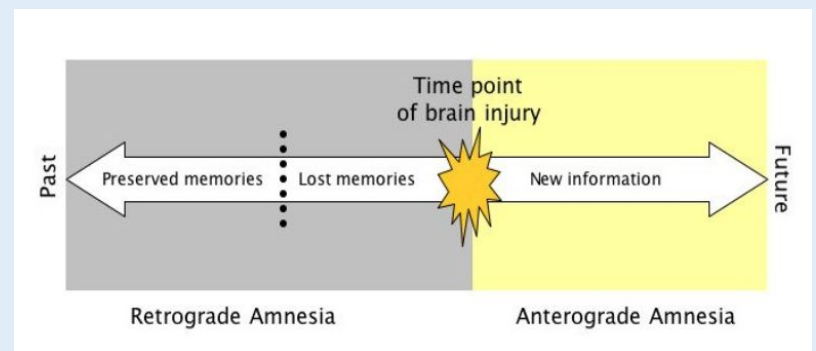 Time point
of brain injury
Past
Preserved memories
Lost memories
New information
Future
Retrograde Amnesia
Anterograde Amnesia